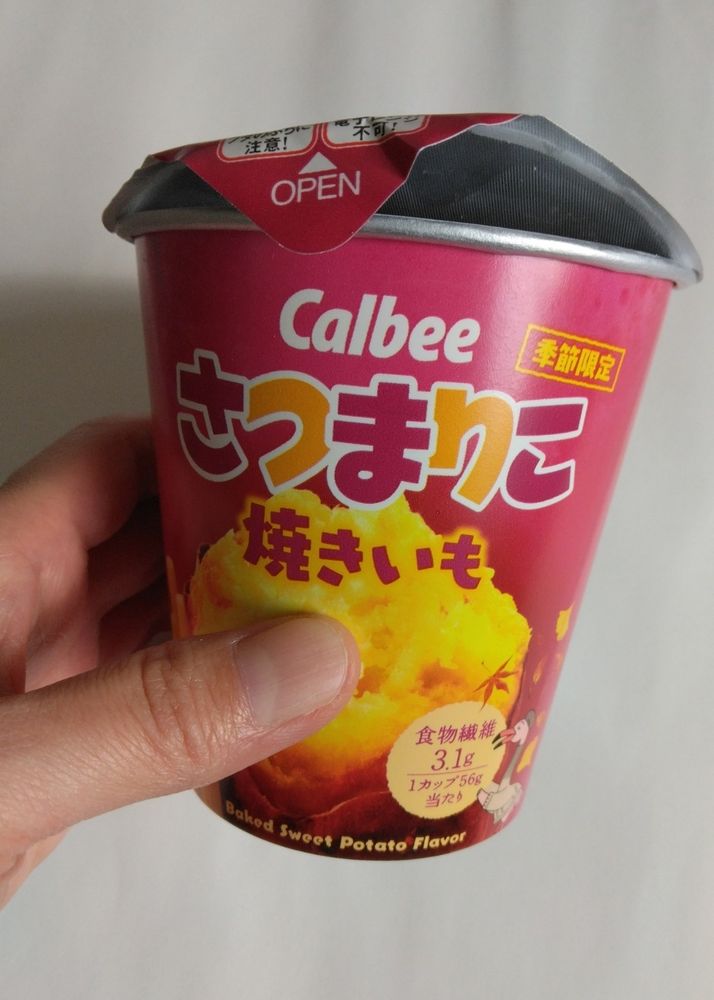 注意!
不可!
OPEN
Calbee
季節限定
さつまりこ
焼きいも
食物繊維
3.1g
1カップ56g
当たり
Baked Sweet Potato Flavor